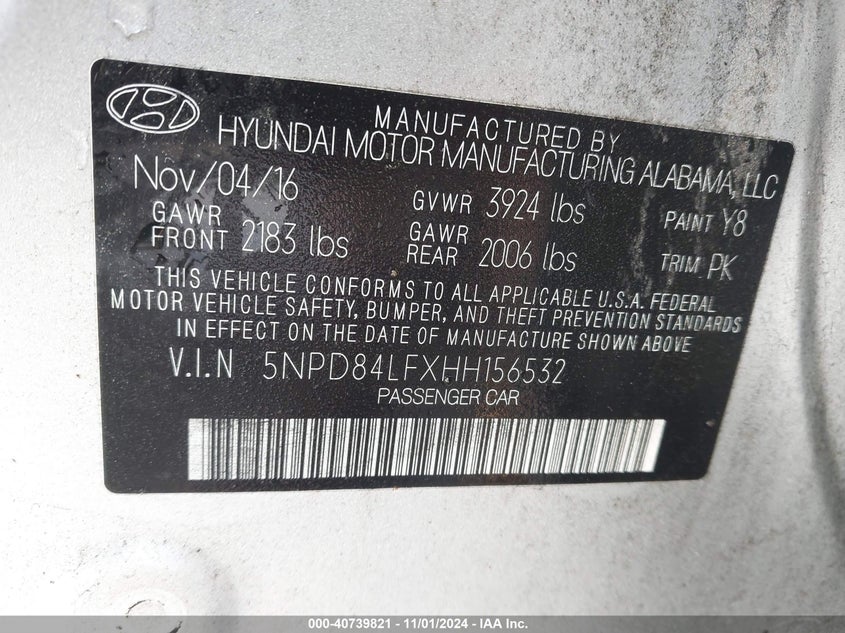 MANUFACTURED BY
HYUNDAI MOTOR MANUFACTURING ALABAMA, LLC
Nov/04/16 GVWR 3924 lbs PAINT Y8
GAWR FRONT 2183 lbs GAWR REAR 2006 lbs TRIM PK
THIS VEHICLE CONFORMS TO ALL APPLICABLE U.S.A. FEDERAL
MOTOR VEHICLE SAFETY, BUMPER, AND THEFT PREVENTION STANDARDS
IN EFFECT ON THE DATE OF MANUFACTURE SHOWN ABOVE
V.I.N 5NPD84LFXHH156532
PASSENGER CAR
000-40739821 - 11/01/2024 - IAA, Inc.